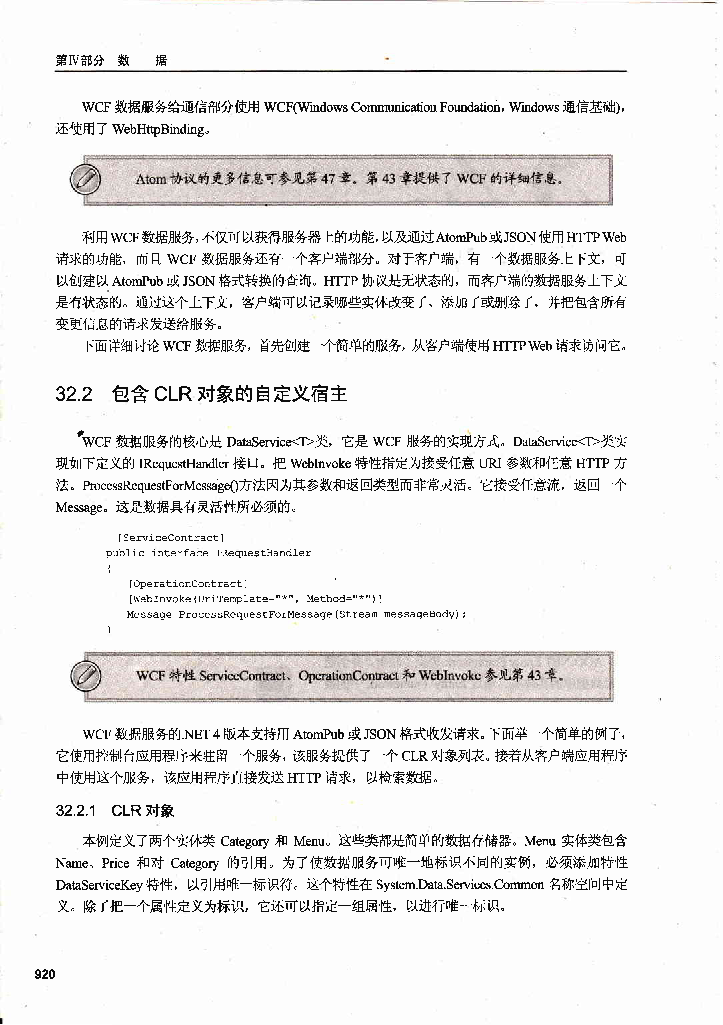 第Ⅳ部分 数 据
WCF 数据服务给通信部分使用 WCF(Windows Communication Foundation，Windows 通信基础)，
还使用了 WebHttpBinding。
Atom 协议的更多信息可参见第 47 章。第 43 章提供了 WCF 的详细信息。
利用 WCF 数据服务，不仅可以获得服务器上的功能，以及通过 AtomPub 或 JSON 使用 HTTP Web
请求的功能，而且 WCF 数据服务还有一个客户端部分。对于客户端，有一个数据服务上下文，可
以创建以 AtomPub 或 JSON 格式转换的查询。HTTP 协议是无状态的，而客户端的数据服务上下文
是有状态的。通过这个上下文，客户端可以记录哪些实体改变了、添加了或删除了，并把包含所有
变更信息的请求发送给服务。
下面详细讨论 WCF 数据服务，首先创建一个简单的服务，从客户端使用 HTTP Web 请求访问它。
32.2 包含 CLR 对象的自定义宿主
WCF 数据服务的核心是 DataService<T>类，它是 WCF 服务的实现方式。DataService<T>类实
现如下定义的 IRequestHandler 接口。把 WebInvoke 特性指定为接受任意 URI 参数和任意 HTTP 方
法。ProcessRequestForMessage()方法因为其参数和返回类型而非常灵活。它接受任意流，返回一个
Message。这是数据具有灵活性所必须的。
[ServiceContract]
public interface IRequestHandler
{
[OperationContract]
[WebInvoke(UriTemplate="*", Method="*")]
Message ProcessRequestForMessage(Stream messageBody);
}
WCF 特性 ServiceContract、OperationContract 和 WebInvoke 参见第 43 章。
WCF 数据服务的.NET 4 版本支持用 AtomPub 或 JSON 格式收发请求。下面举一个简单的例子，
它使用控制台应用程序来驻留一个服务，该服务提供了一个 CLR 对象列表。接着从客户端应用程序
中使用这个服务，该应用程序直接发送 HTTP 请求，以检索数据。
32.2.1 CLR 对象
本例定义了两个实体类 Category 和 Menu。这些类都是简单的数据存储器。Menu 实体类包含
Name、Price 和对 Category 的引用。为了使数据服务可唯一地标识不同的实例，必须添加特性
DataServiceKey 特性，以引用唯一标识符。这个特性在 System.Data.Services.Common 名称空间中定
义。除了把一个属性定义为标识，它还可以指定一组属性，以进行唯一标识。
920